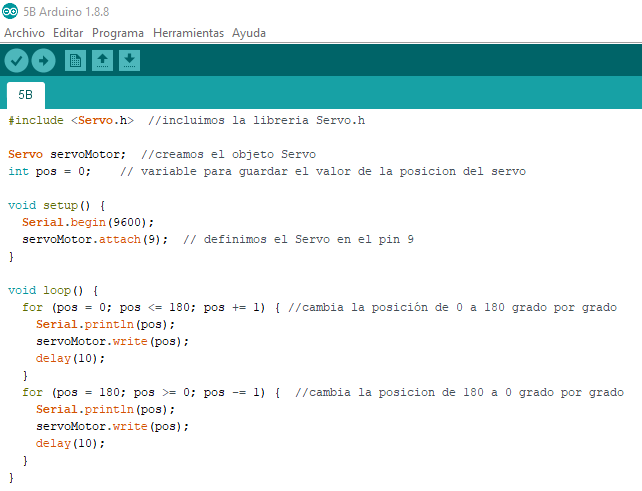 5B Arduino 1.8.8
Archivo Editar Programa Herramientas Ayuda
5B
#include <Servo.h>  //incluimos la libreria Servo.h
Servo servoMotor;  //creamos el objeto Servo
int pos = 0;    // variable para guardar el valor de la posicion del servo
void setup() {
  Serial.begin(9600);
  servoMotor.attach(9);  // definimos el Servo en el pin 9
}
void loop() {
  for (pos = 0; pos <= 180; pos += 1) { //cambia la posición de 0 a 180 grado por grado
    Serial.println(pos);
    servoMotor.write(pos);
    delay(10);
  }
  for (pos = 180; pos >= 0; pos -= 1) {  //cambia la posicion de 180 a 0 grado por grado
    Serial.println(pos);
    servoMotor.write(pos);
    delay(10);
  }
}